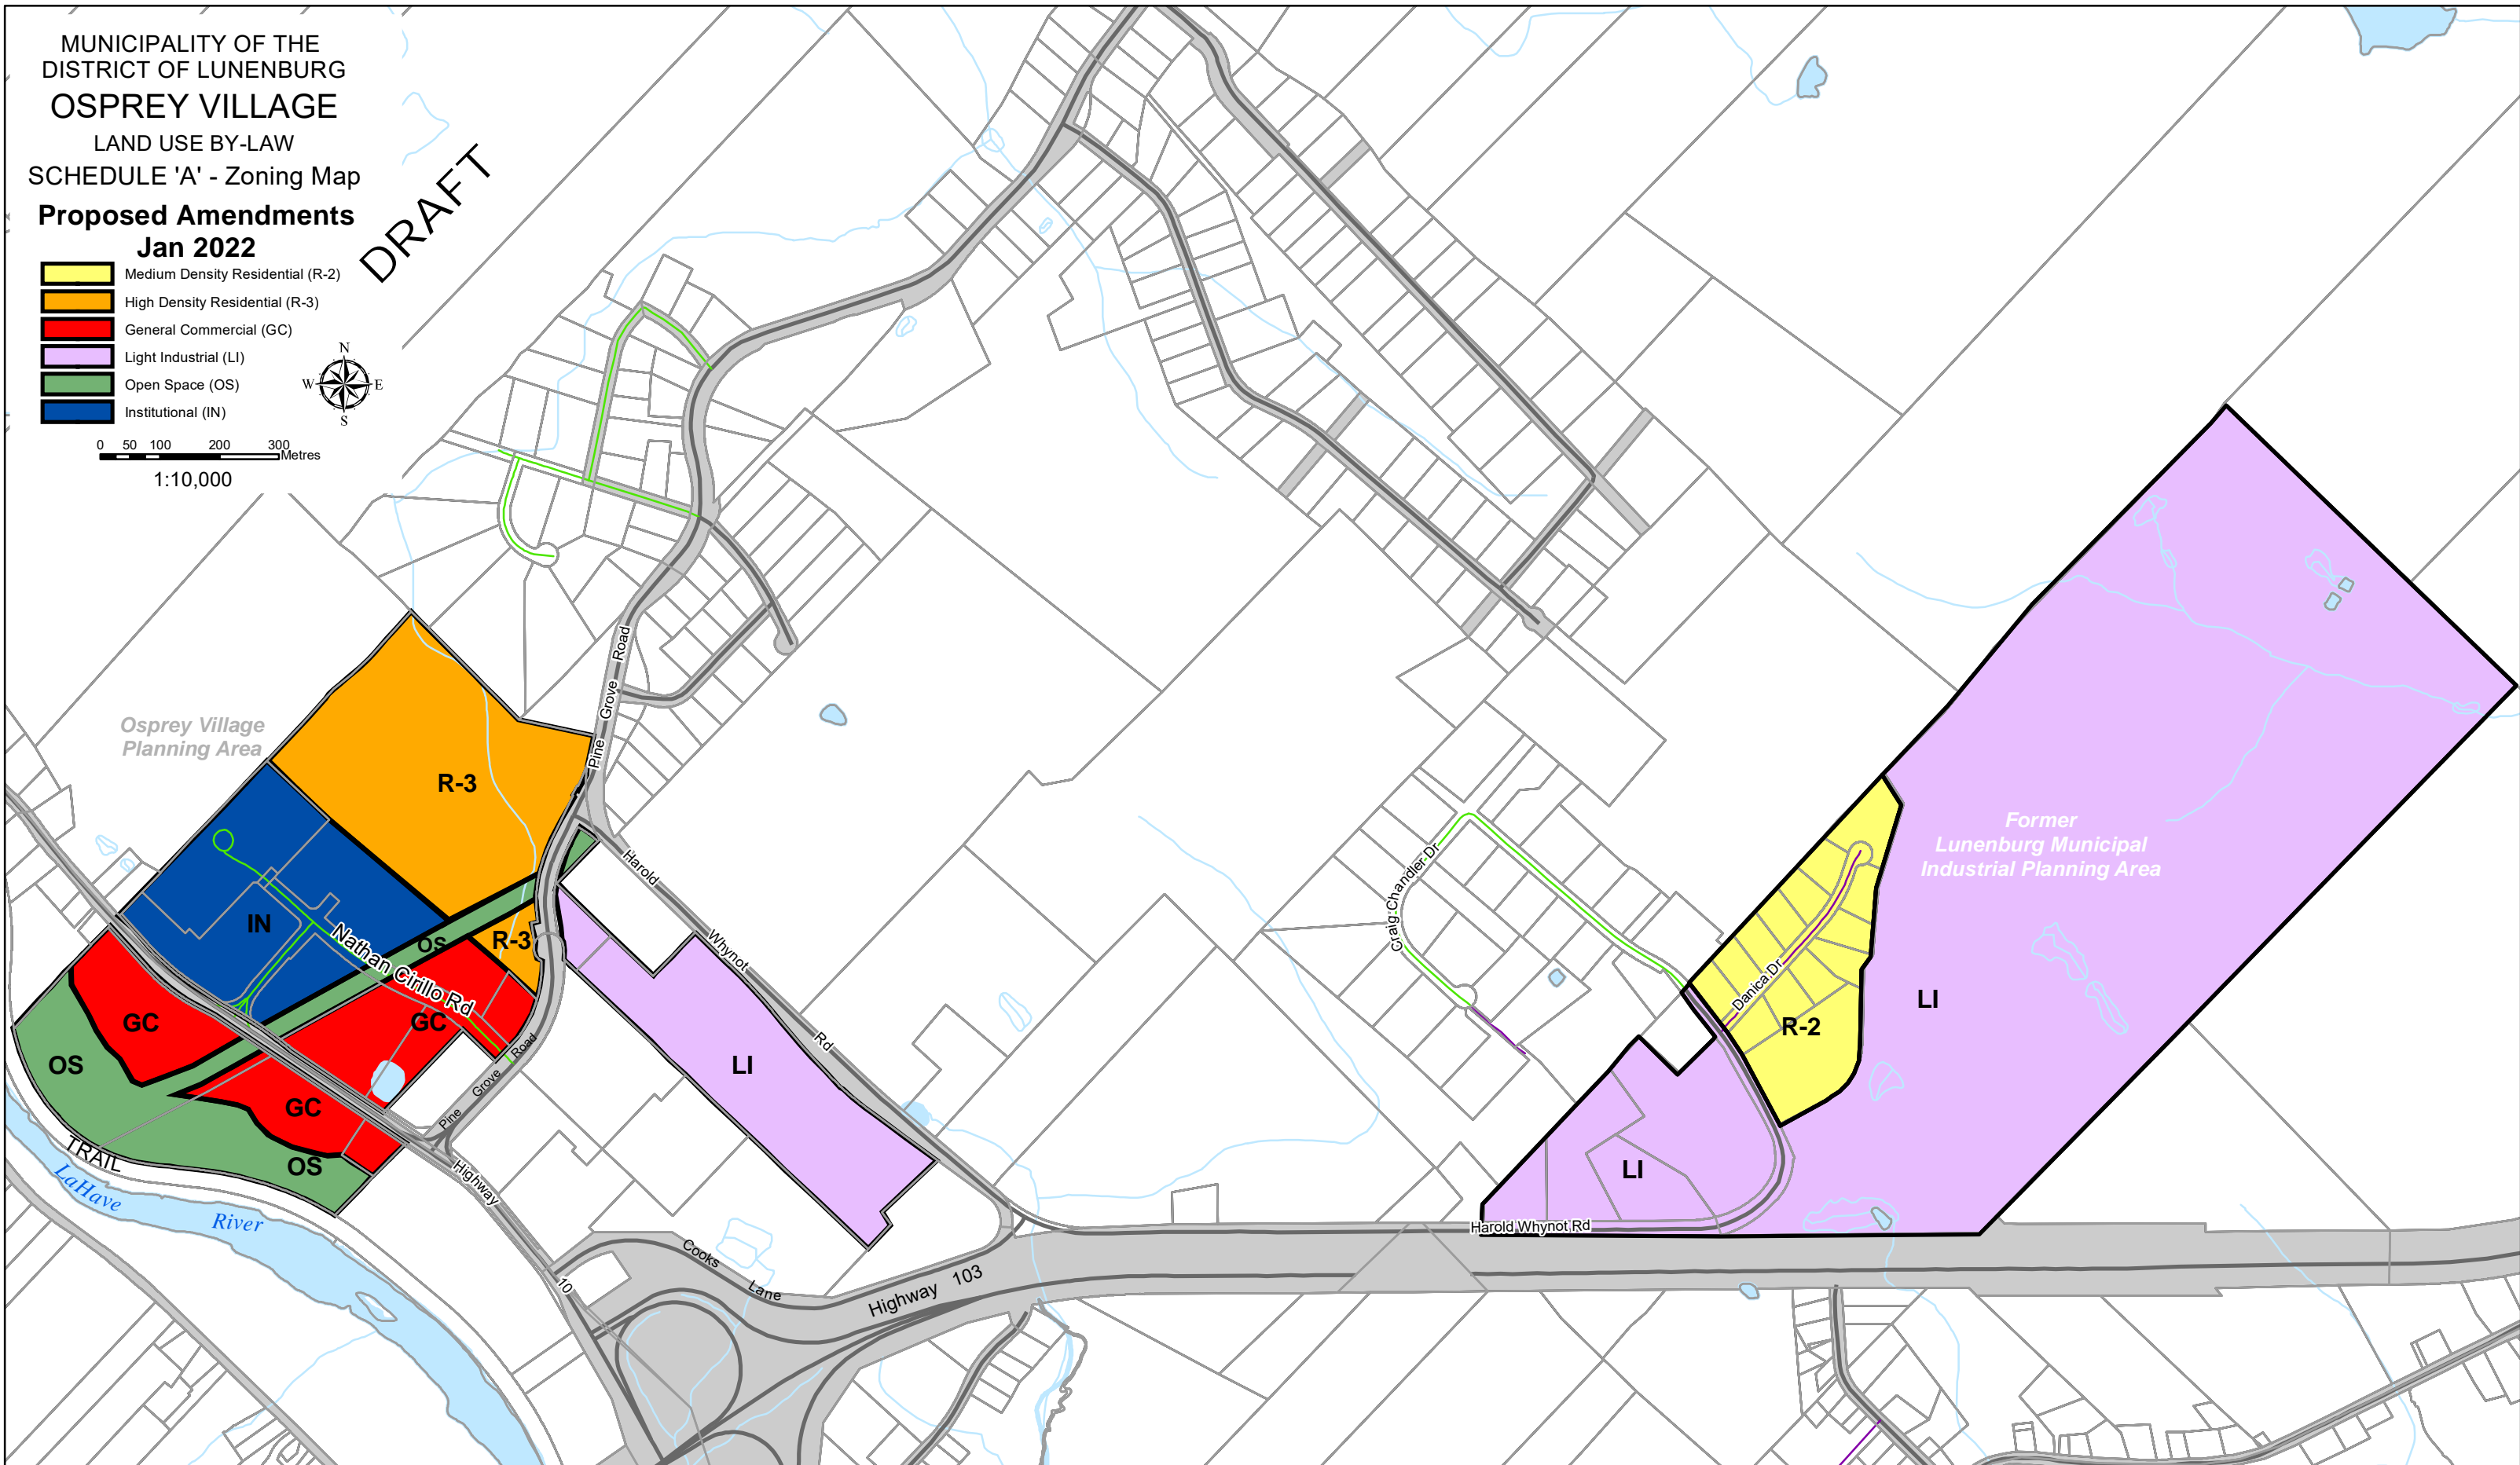 MUNICIPALITY OF THE
DISTRICT OF LUNENBURG
OSPREY VILLAGE
LAND USE BY-LAW
SCHEDULE 'A' - Zoning Map
Proposed Amendments
Jan 2022
Medium Density Residential (R-2)
High Density Residential (R-3)
General Commercial (GC)
Light Industrial (LI)
Open Space (OS)
Institutional (IN)
N
W
E
S
0 50 100 200 300
Metres
1:10,000
DRAFT
Osprey Village
Planning Area
R-3
Pine Grove Road
Harold Whynot Rd
IN
Nathan Cirillo Rd
OS
R-3
GC
GC
OS
GC
OS
Pine Grove Road
LI
TRAIL
LaHave River
Highway 10
Cooks Lane
Highway 103
Craig Chandler Dr
Danica Dr
R-2
Former
Lunenburg Municipal
Industrial Planning Area
LI
LI
Harold Whynot Rd